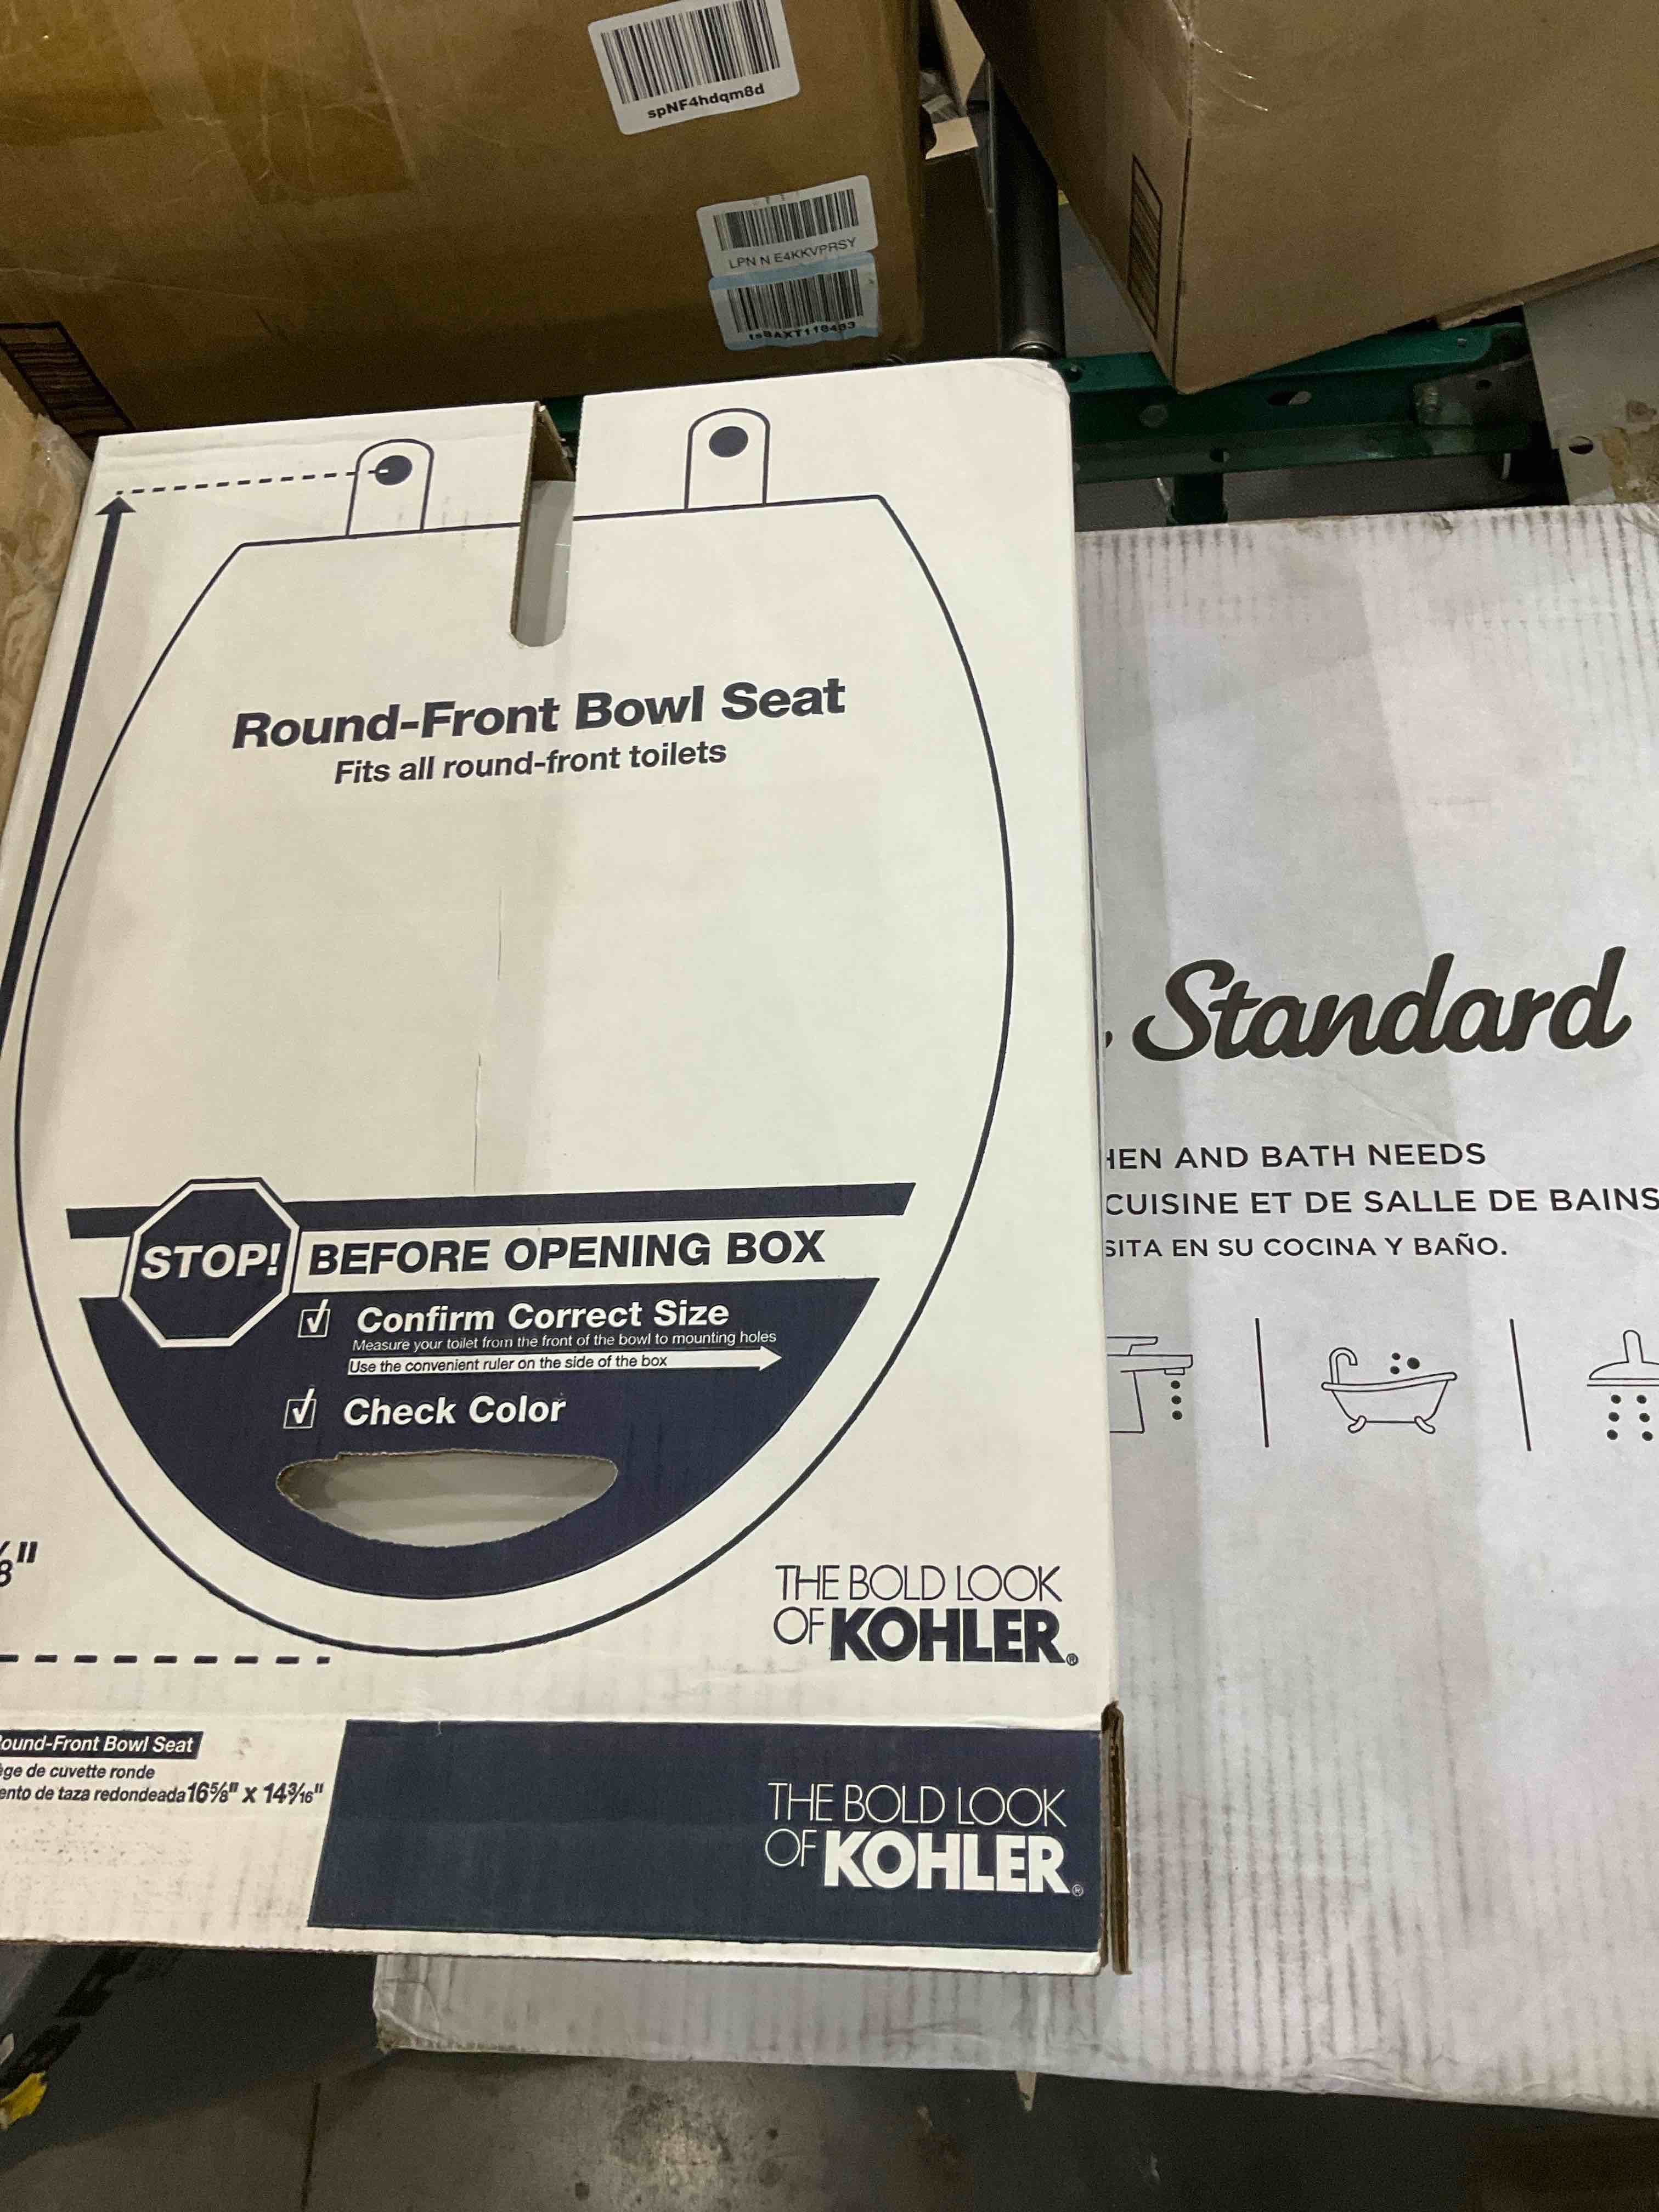 spNF4hdqm8d
LPN N E4KKVPRSY
Round-Front Bowl Seat
Fits all round-front toilets
STOP! BEFORE OPENING BOX
Confirm Correct Size
Measure your toilet from the front of the bowl to mounting holes
Use the convenient ruler on the side of the box
Check Color
8"
THE BOLD LOOK
OF KOHLER®
Round-Front Bowl Seat
ège de cuvette ronde
ento de taza redondeada 16⅝" x 14 3/16"
THE BOLD LOOK
OF KOHLER®
Standard
HEN AND BATH NEEDS
CUISINE ET DE SALLE DE BAINS
SITA EN SU COCINA Y BAÑO.